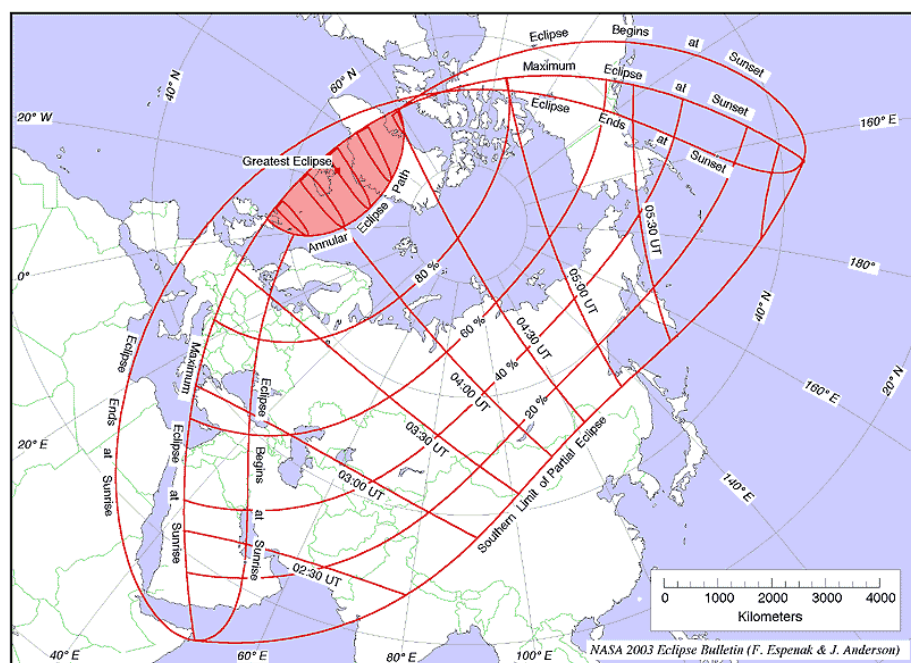 Eclipse Begins at Sunset
Maximum Eclipse at Sunset
Eclipse Ends at Sunset
60° N
40° N
20° W
160° E
Greatest Eclipse
Annular Eclipse Path
0°
180°
80 %
60 %
40 %
20 %
05:30 UT
05:00 UT
04:30 UT
04:00 UT
03:30 UT
03:00 UT
02:30 UT
40° N
20° N
160° E
140° E
Eclipse Ends at Sunrise
Maximum Eclipse at Sunrise
Eclipse Begins at Sunrise
20° E
Southern Limit of Partial Eclipse
40° E
60° E
80° E
100° E
0 1000 2000 3000 4000
Kilometers
NASA 2003 Eclipse Bulletin (F. Espenak & J. Anderson)